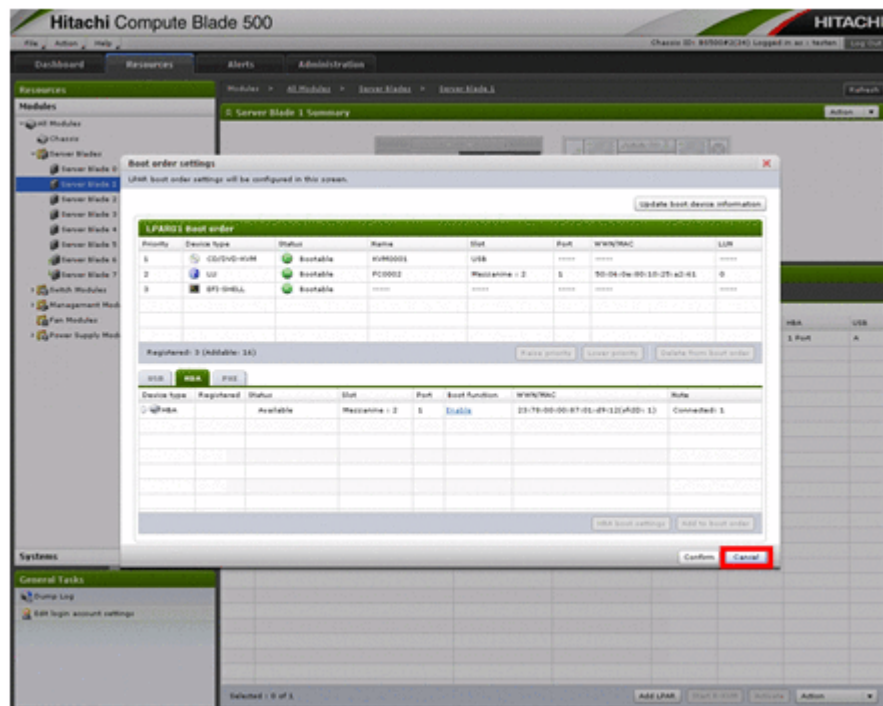 Hitachi Compute Blade 500
HITACHI
File Action Help
Logged in as : testen Log Out
Dashboard Resources Alerts Administration
Resources
Modules > All Modules > Server Blades > Server Blade 1
Refresh
Modules
Server Blade 1 Summary
Action
All Modules
Chassis
Server Blades
Server Blade 0
Server Blade 1
Server Blade 2
Server Blade 3
Server Blade 4
Server Blade 5
Server Blade 6
Server Blade 7
Switch Modules
Management Mod
Fan Modules
Power Supply Mod
Systems
General Tasks
Dump Log
Edit login account settings
Boot order settings
LPAR boot order settings will be configured in this screen.
Update boot device information
LPAR01 Boot order
Priority Device type Status Name Slot Port WWN/MAC LUN
1 CD/DVD-KVM Bootable KVM0001 USB ----- ----- -----
2 LU Bootable FC0002 Mezzanine : 2 1 0
3 EFI-SHELL Bootable ----- ----- ----- ----- -----
Registered: 3 (Addable: 16)
Raise priority Lower priority Delete from boot order
USB HBA PXE
Device type Registered Status Slot Port Boot function WWN/MAC Note
HBA Available Mezzanine : 2 1 Enable Connected: 1
HBA boot settings Add to boot order
Confirm Cancel
HBA USB
1 Port A
Selected : 0 of 1
Add LPAR Activate Action